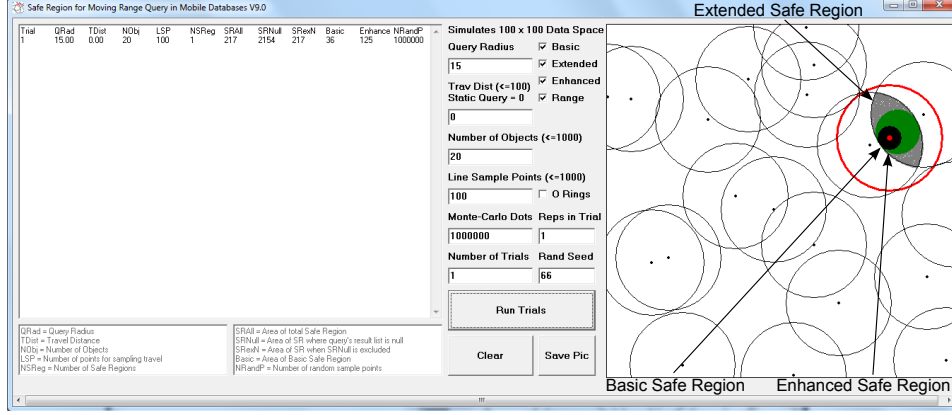 Safe Region for Moving Range Query in Mobile Databases V9.0
Extended Safe Region
Trial QRad TDist NObj LSP NSReg SRAll SRNull SRexN Basic Enhance NRandP
1 15.00 0.00 20 100 1 217 2154 217 36 125 1000000
Simulates 100 x 100 Data Space
Query Radius Basic
15 Extended
Trav Dist (<=100) Enhanced
Static Query = 0 Range
0
Number of Objects (<=1000)
20
Line Sample Points (<=1000)
100 O Rings
Monte-Carlo Dots Reps in Trial
1000000 1
Number of Trials Rand Seed
1 66
Run Trials
Clear Save Pic
QRad = Query Radius
TDist = Travel Distance
NObj = Number of Objects
LSP = Number of points for sampling travel
NSReg = Number of Safe Regions
SRAll = Area of total Safe Region
SRNull = Area of SR where query's result list is null
SRexN = Area of SR when SRNull is excluded
Basic = Area of Basic Safe Region
NRandP = Number of random sample points
Basic Safe Region Enhanced Safe Region